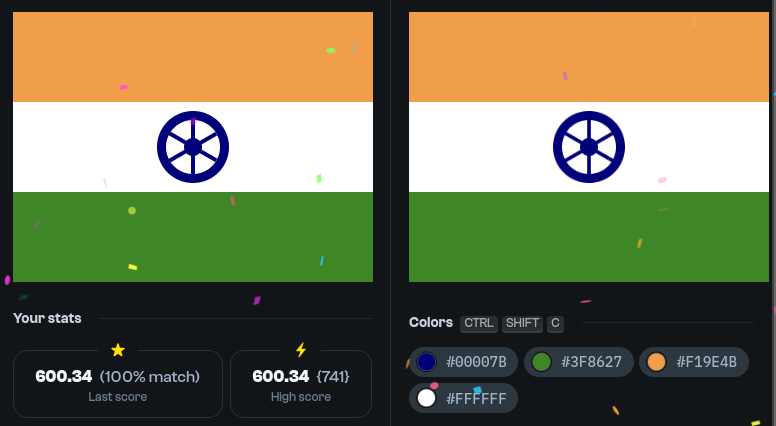 Your stats
600.34 (100% match)
Last score
600.34 {741}
High score
Colors CTRL SHIFT C
#00007B #3F8627 #F19E4B
#FFFFFF